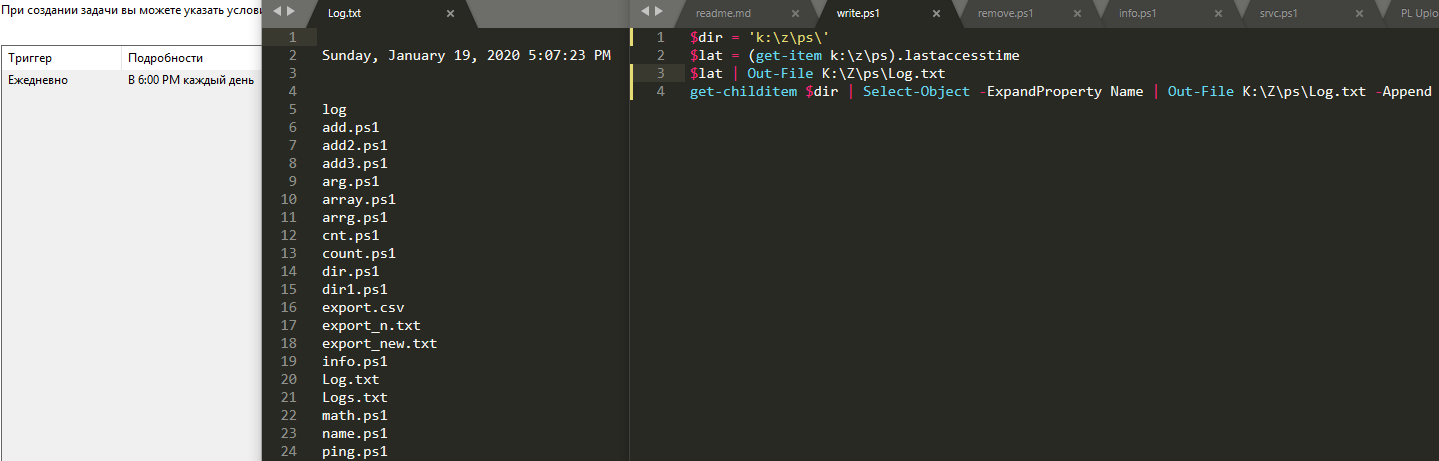 При создании задачи вы можете указать услови
Триггер Подробности
Ежедневно В 6:00 PM каждый день
Log.txt
1
2 Sunday, January 19, 2020 5:07:23 PM
3
4
5 log
6 add.ps1
7 add2.ps1
8 add3.ps1
9 arg.ps1
10 array.ps1
11 arrg.ps1
12 cnt.ps1
13 count.ps1
14 dir.ps1
15 dir1.ps1
16 export.csv
17 export_n.txt
18 export_new.txt
19 info.ps1
20 Log.txt
21 Logs.txt
22 math.ps1
23 name.ps1
24 ping.ps1
readme.md write.ps1 remove.ps1 info.ps1 srvc.ps1 PL Uplo
1 $dir = 'k:\z\ps\'
2 $lat = (get-item k:\z\ps).lastaccesstime
3 $lat | Out-File K:\Z\ps\Log.txt
4 get-childitem $dir | Select-Object -ExpandProperty Name | Out-File K:\Z\ps\Log.txt -Append